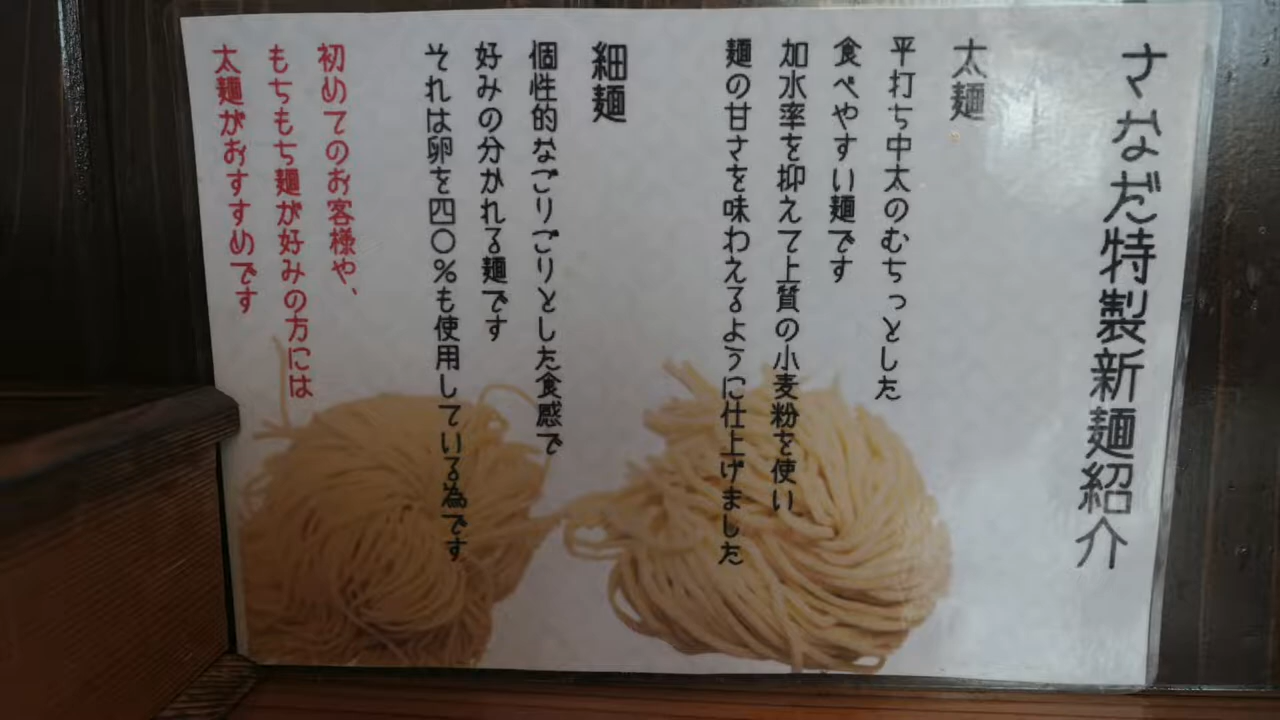 さなだ特製新麺紹介
太麺
平打ち中太のむちっとした
食べやすい麺です
加水率を抑えて上質の小麦粉を使い
麺の甘さを味わえるように仕上げました
細麺
個性的なごりごりとした食感で
好みの分かれる麺です
それは卵を四〇%も使用している為です
初めてのお客様や、
もちもち麺が好みの方には
太麺がおすすめです